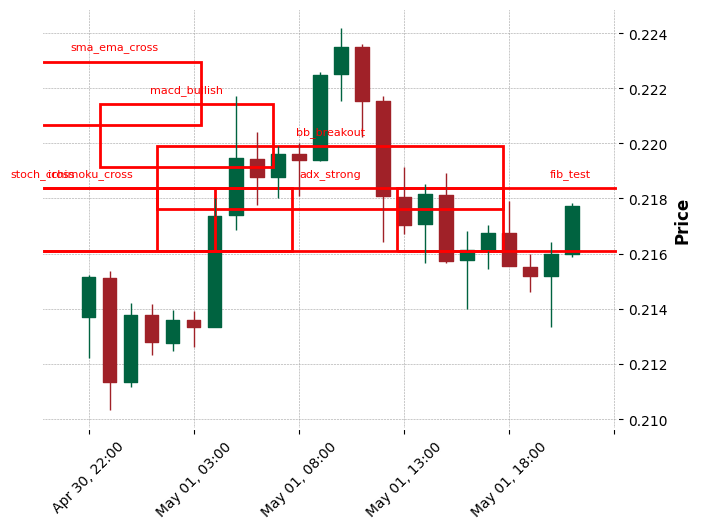 sma_ema_cross
macd_bullish
bb_breakout
stoch_cross
ichimoku_cross
adx_strong
fib_test
0.224
0.222
0.220
0.218
0.216
0.214
0.212
0.210
Price
Apr 30, 22:00
May 01, 03:00
May 01, 08:00
May 01, 13:00
May 01, 18:00